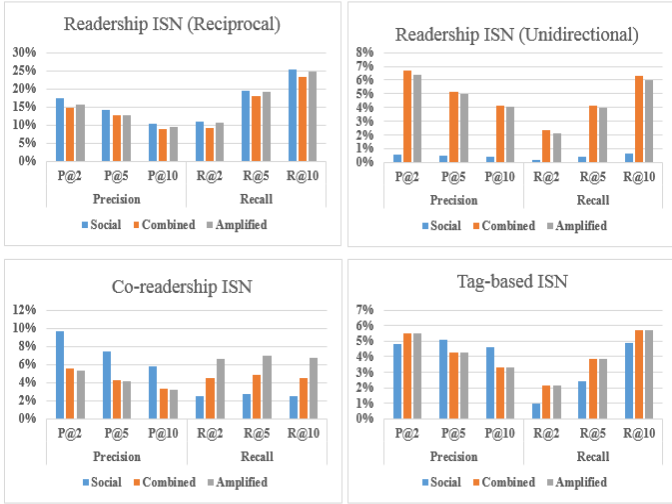 Readership ISN (Reciprocal)
30%
25%
20%
15%
10%
5%
0%
P@2 P@5 P@10 R@2 R@5 R@10
Precision Recall
Social Combined Amplified
Readership ISN (Unidirectional)
8%
7%
6%
5%
4%
3%
2%
1%
0%
P@2 P@5 P@10 R@2 R@5 R@10
Precision Recall
Social Combined Amplified
Co-readership ISN
12%
10%
8%
6%
4%
2%
0%
P@2 P@5 P@10 R@2 R@5 R@10
Precision Recall
Social Combined Amplified
Tag-based ISN
7%
6%
5%
4%
3%
2%
1%
0%
P@2 P@5 P@10 R@2 R@5 R@10
Precision Recall
Social Combined Amplified